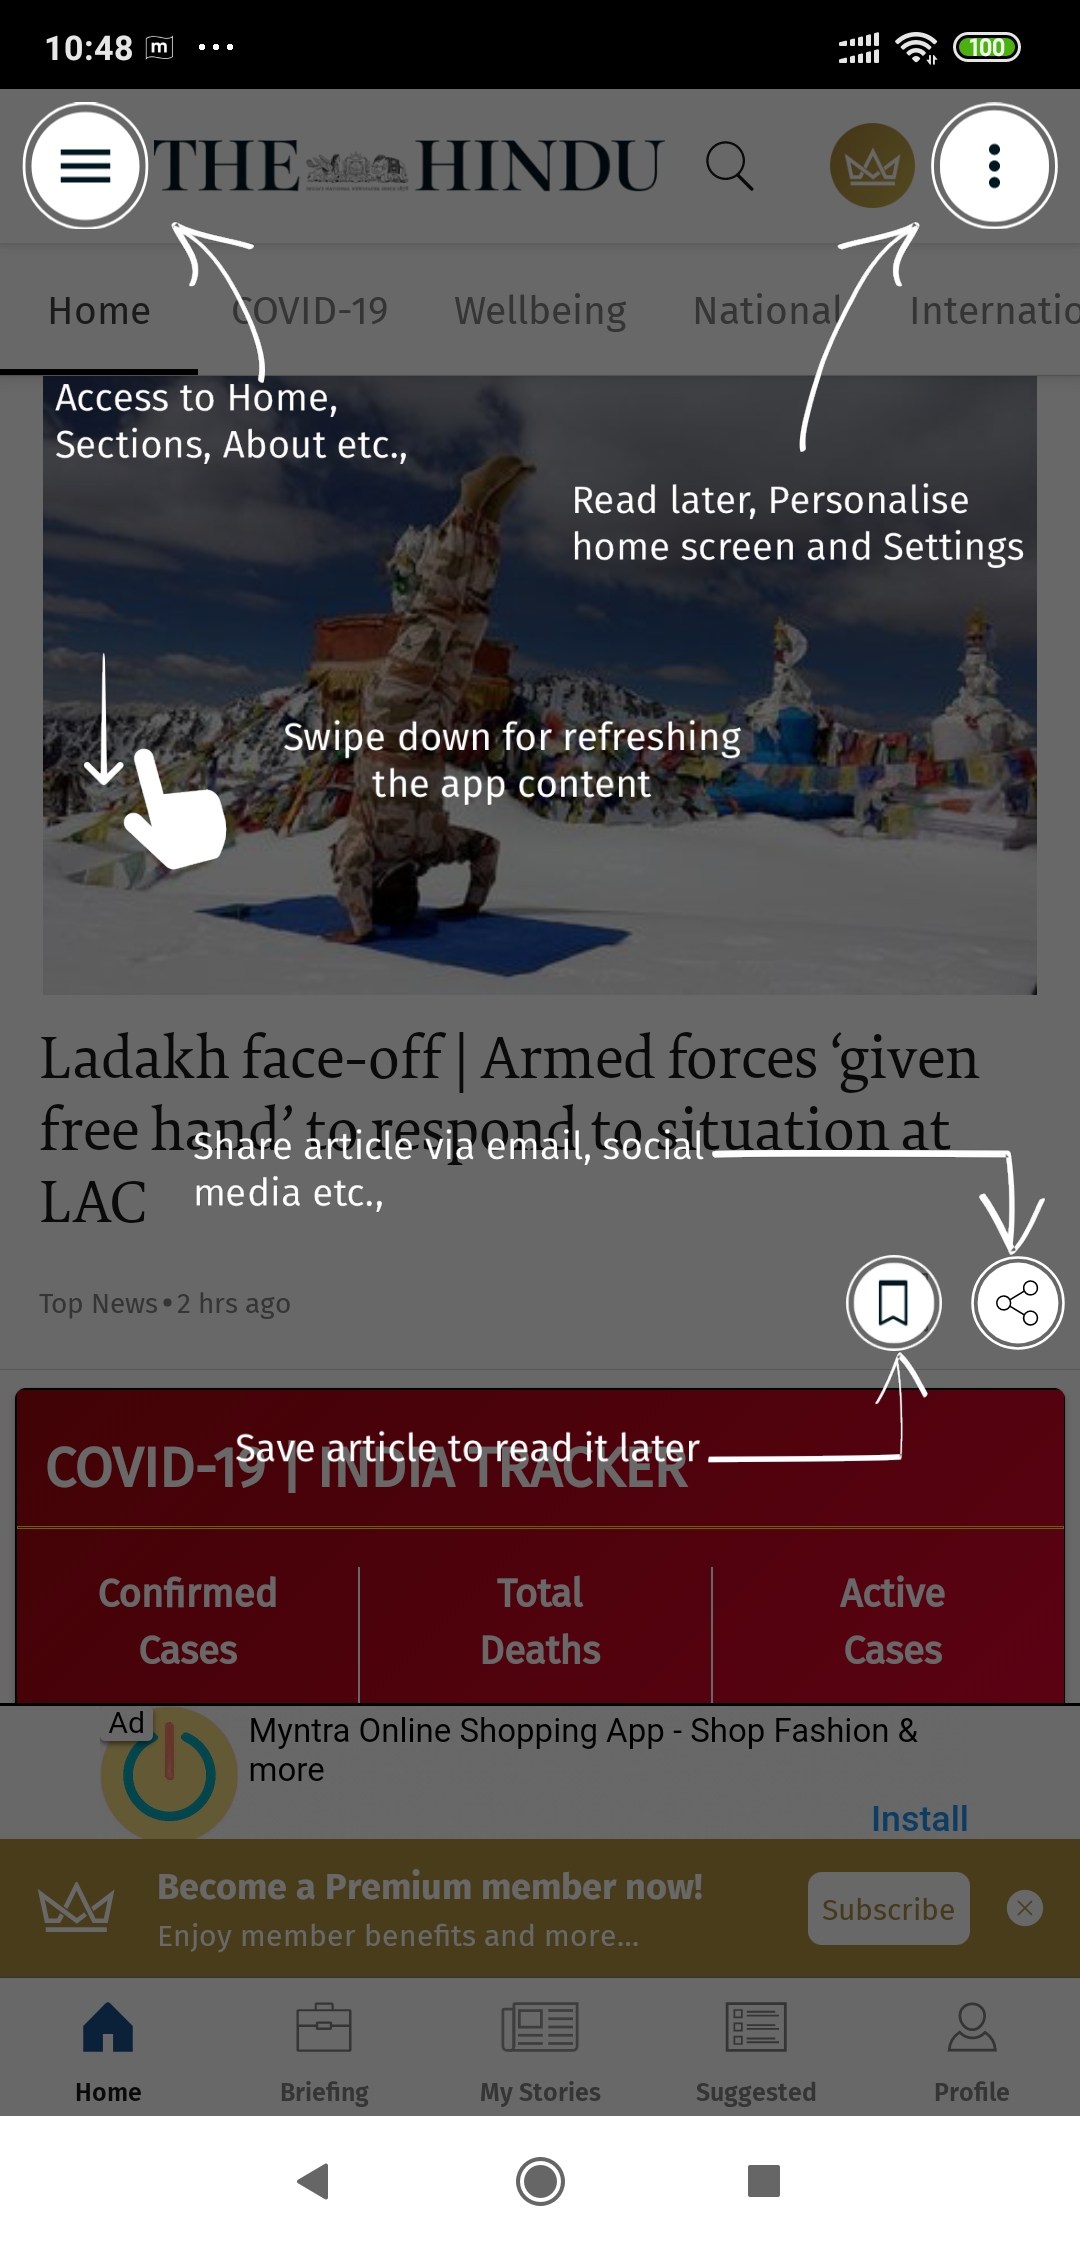 10:48 m ...
100
THE HINDU
Home COVID-19 Wellbeing National Internatio
Access to Home,
Sections, About etc.,
Read later, Personalise
home screen and Settings
Swipe down for refreshing
the app content
Ladakh face-off | Armed forces ‘given
free hand’ to respond to situation at
LAC
Share article via email, social
media etc.,
Top News • 2 hrs ago
Save article to read it later
COVID-19 | INDIA TRACKER
Confirmed
Cases
Total
Deaths
Active
Cases
Ad
Myntra Online Shopping App - Shop Fashion &
more
Install
Become a Premium member now!
Enjoy member benefits and more...
Subscribe
Home Briefing My Stories Suggested Profile